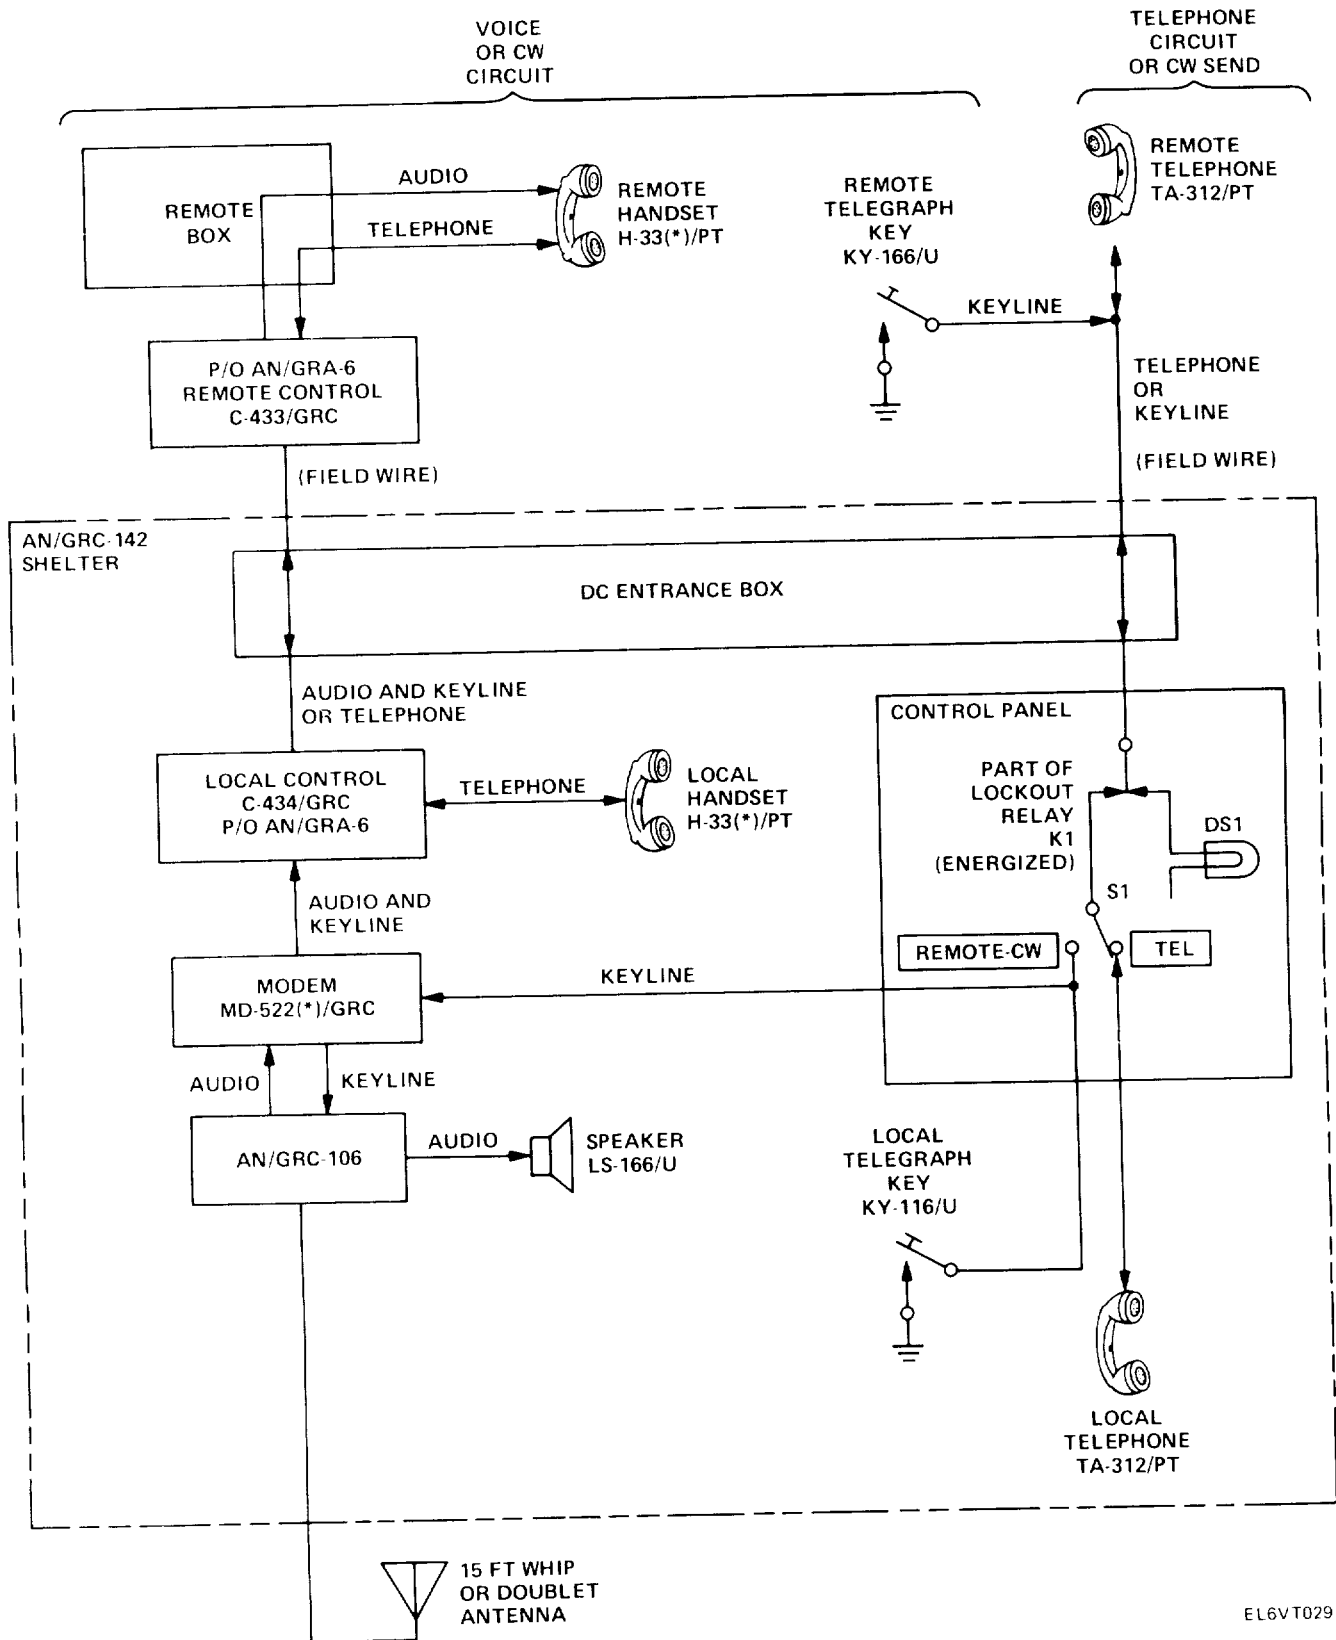 VOICE
OR CW
CIRCUIT
TELEPHONE
CIRCUIT
OR CW SEND
REMOTE
BOX
AUDIO
TELEPHONE
REMOTE
HANDSET
H-33(*)/PT
REMOTE
TELEGRAPH
KEY
KY-166/U
KEYLINE
REMOTE
TELEPHONE
TA-312/PT
P/O AN/GRA-6
REMOTE CONTROL
C-433/GRC
TELEPHONE
OR
KEYLINE
(FIELD WIRE)
(FIELD WIRE)
AN/GRC-142
SHELTER
DC ENTRANCE BOX
AUDIO AND KEYLINE
OR TELEPHONE
LOCAL CONTROL
C-434/GRC
P/O AN/GRA-6
TELEPHONE
LOCAL
HANDSET
H-33(*)/PT
CONTROL PANEL
PART OF
LOCKOUT
RELAY
K1
(ENERGIZED)
DS1
S1
REMOTE-CW
TEL
AUDIO AND
KEYLINE
MODEM
MD-522(*)/GRC
KEYLINE
AUDIO
KEYLINE
AN/GRC-106
AUDIO
SPEAKER
LS-166/U
LOCAL
TELEGRAPH
KEY
KY-116/U
LOCAL
TELEPHONE
TA-312/PT
15 FT WHIP
OR DOUBLET
ANTENNA
EL6VT029